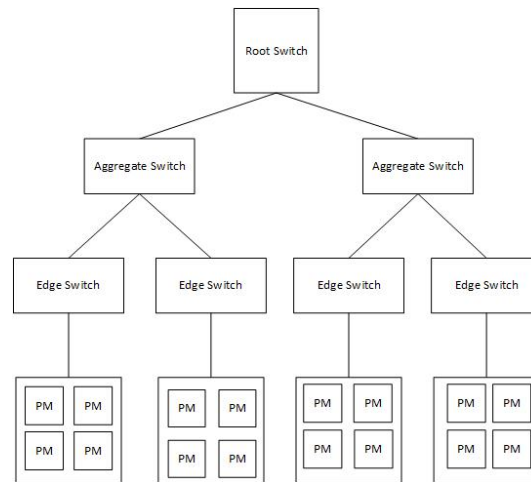 Root Switch
Aggregate Switch Aggregate Switch
Edge Switch Edge Switch Edge Switch Edge Switch
PM PM PM PM PM PM PM PM
PM PM PM PM PM PM PM PM